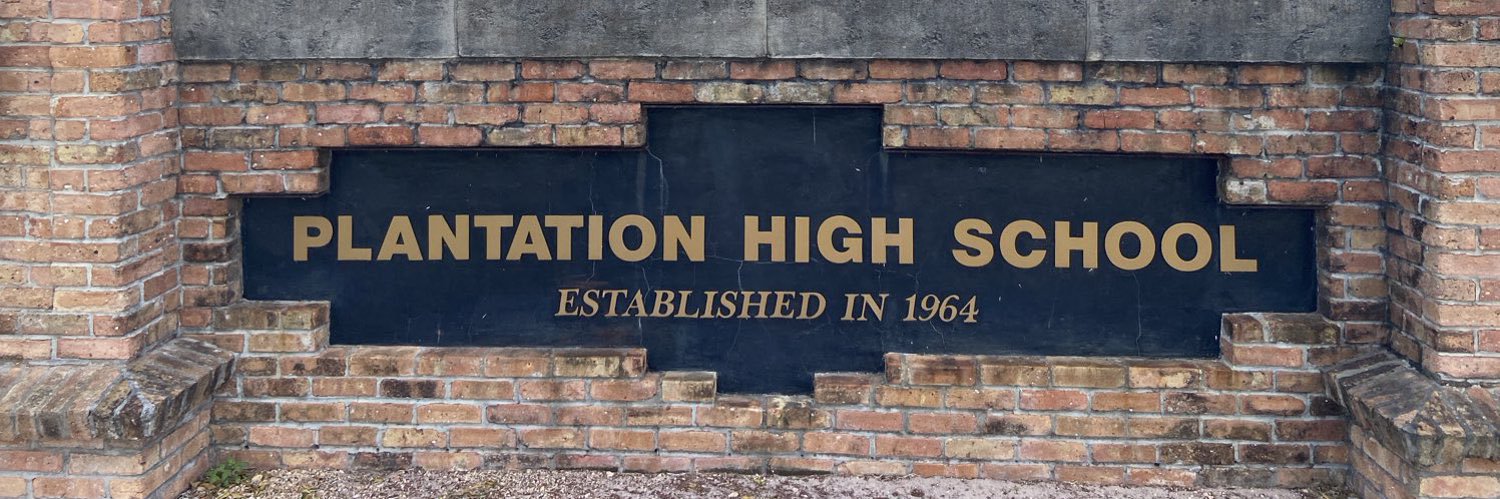 PLANTATION HIGH SCHOOL
ESTABLISHED IN 1964